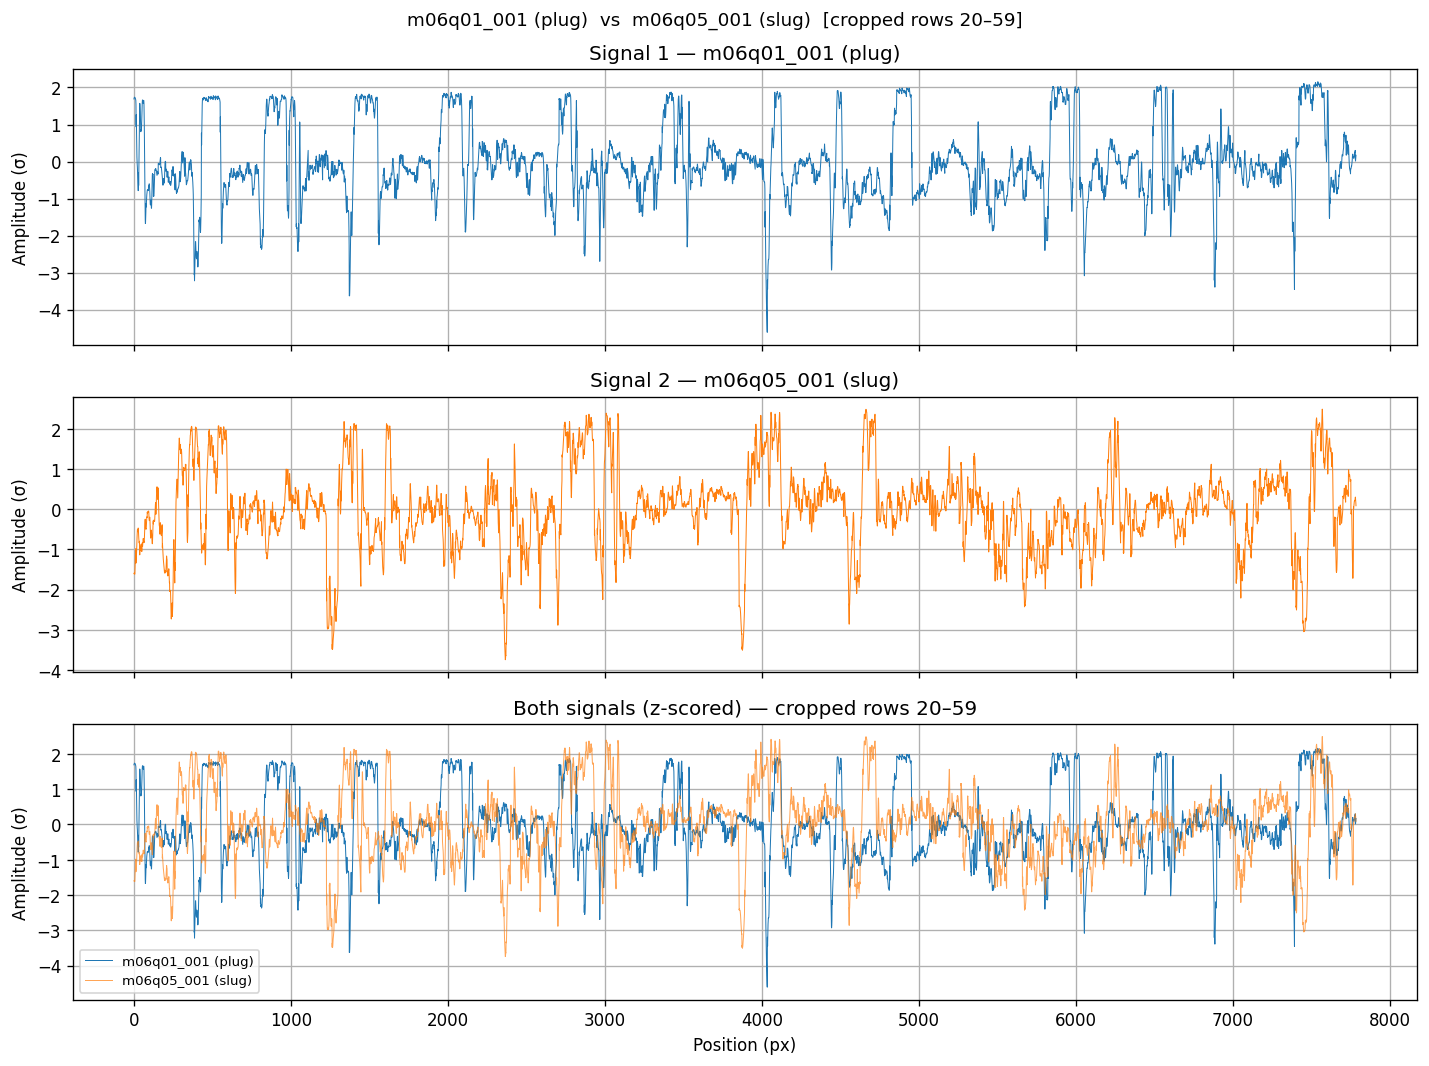 m06q01_001 (plug)  vs  m06q05_001 (slug)  [cropped rows 20–59]
Signal 1 — m06q01_001 (plug)
Amplitude (σ)
2
1
0
−1
−2
−3
−4
Signal 2 — m06q05_001 (slug)
Amplitude (σ)
2
1
0
−1
−2
−3
−4
Both signals (z-scored) — cropped rows 20–59
Amplitude (σ)
2
1
0
−1
−2
−3
−4
m06q01_001 (plug)
m06q05_001 (slug)
0 1000 2000 3000 4000 5000 6000 7000 8000
Position (px)